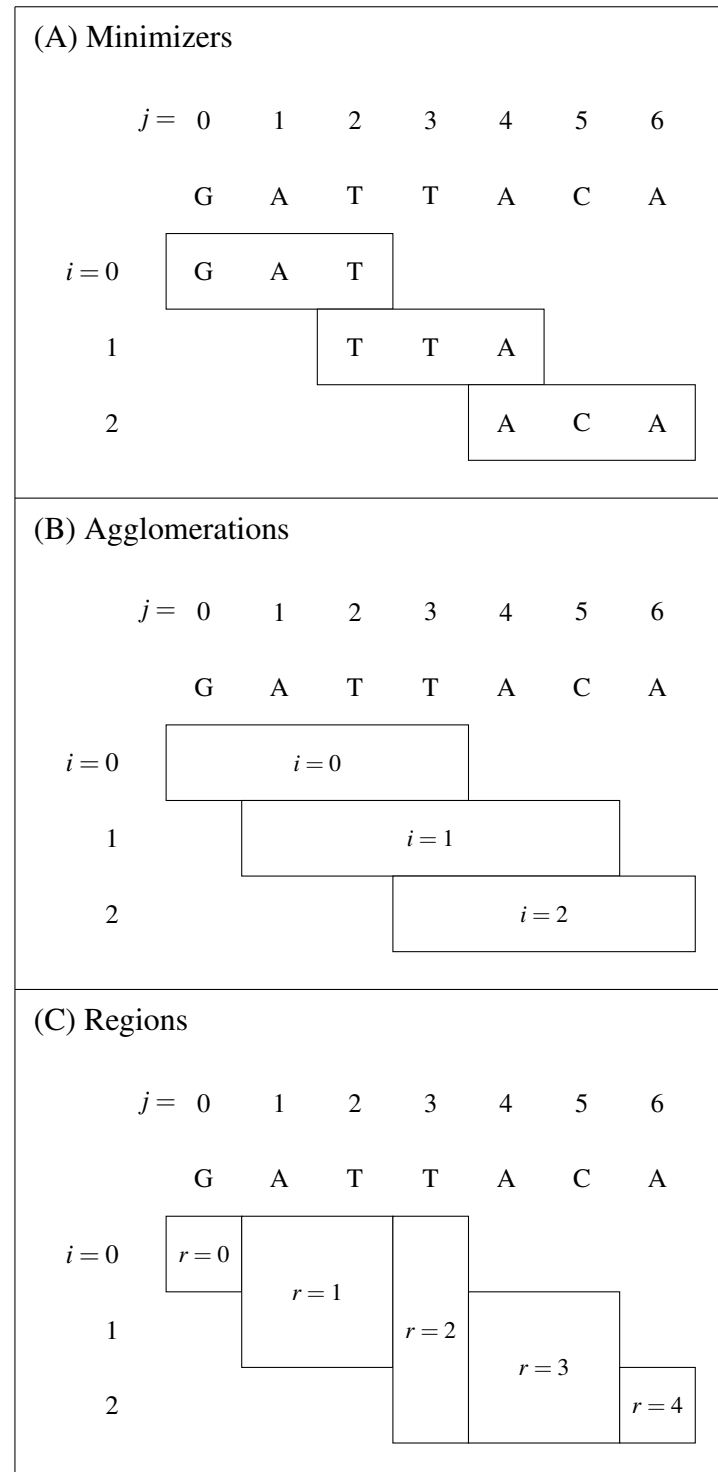 (A) Minimizers
j = 0 1 2 3 4 5 6
G A T T A C A
i = 0 G A T
1 T T A
2 A C A
(B) Agglomerations
j = 0 1 2 3 4 5 6
G A T T A C A
i = 0 i = 0
1 i = 1
2 i = 2
(C) Regions
j = 0 1 2 3 4 5 6
G A T T A C A
i = 0 r = 0
r = 1
1 r = 2
r = 3
2 r = 4